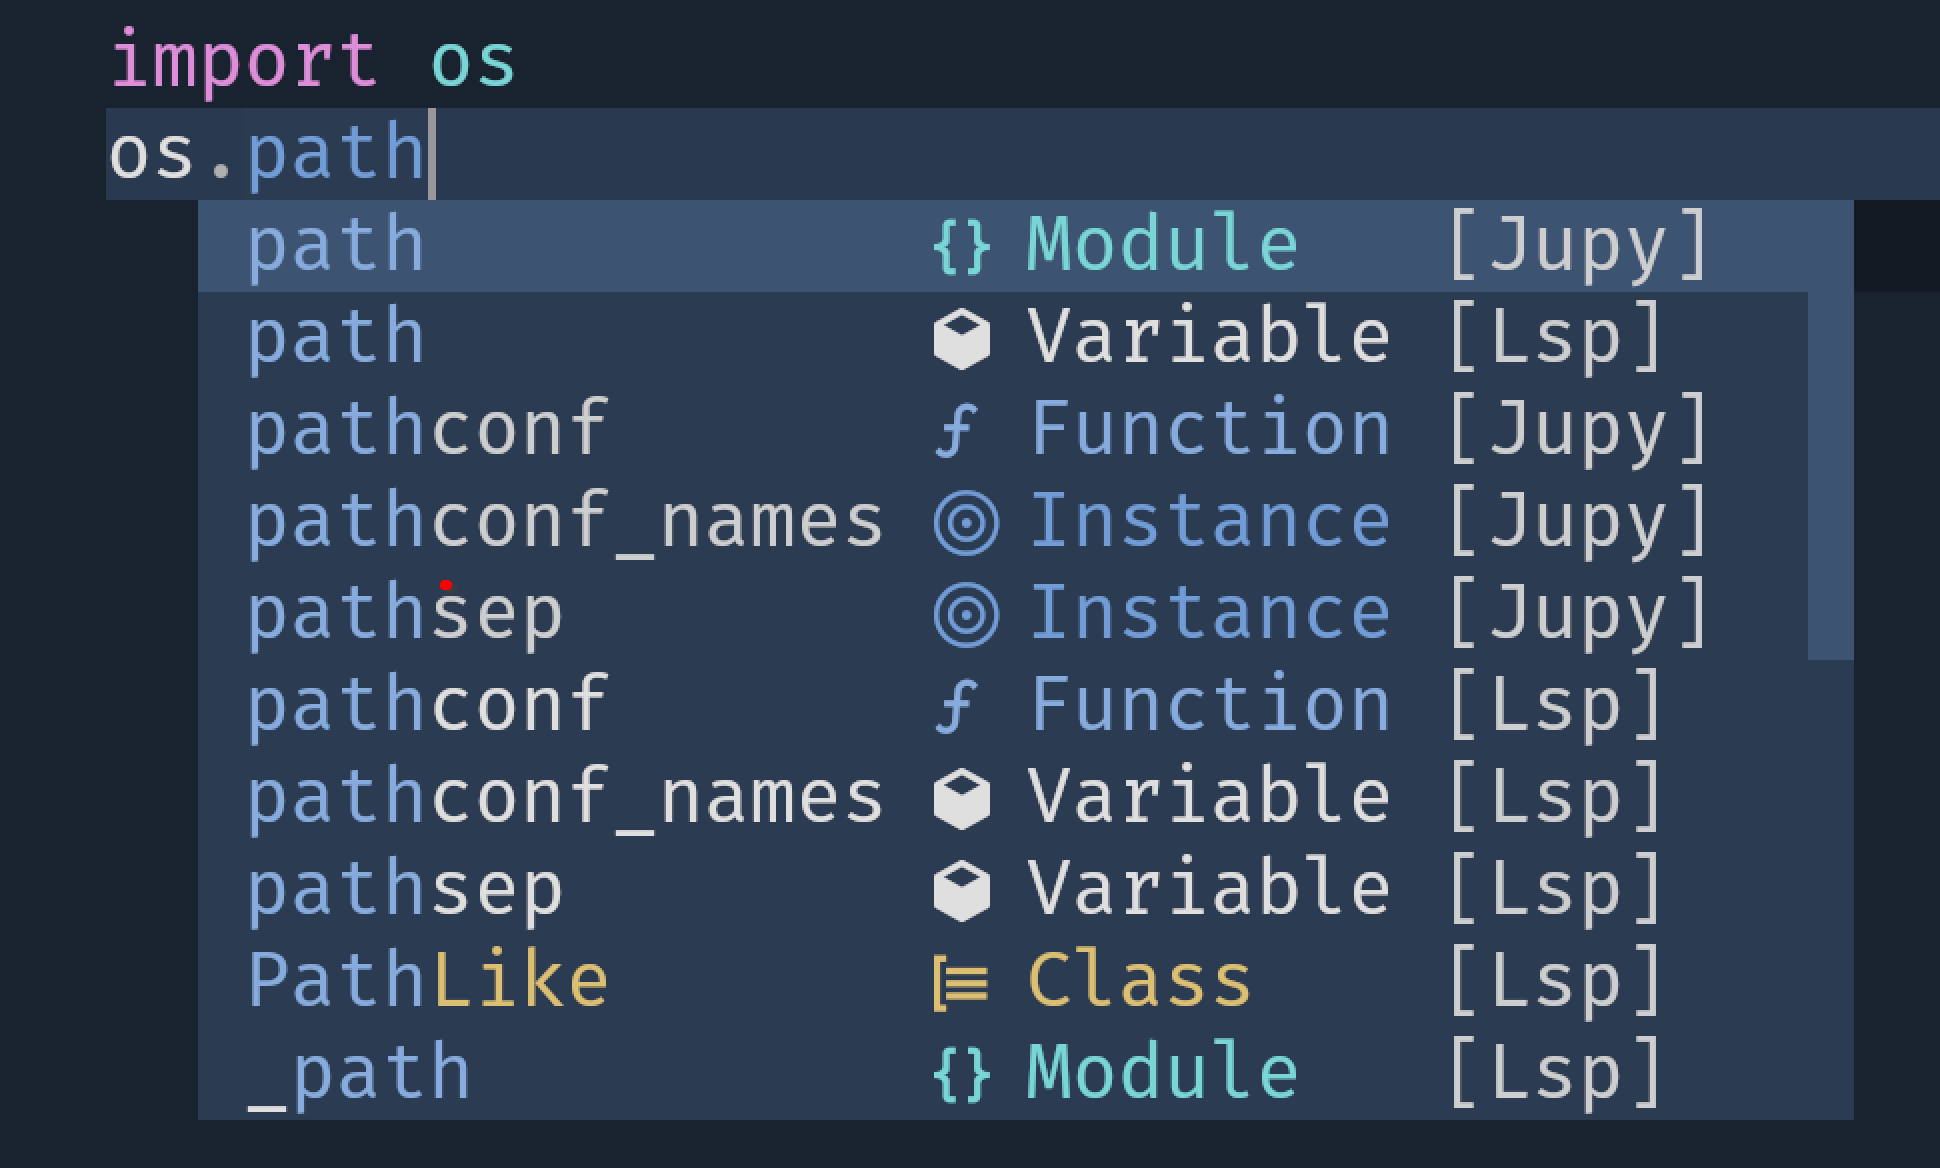 import os
os.path
path {} Module [Jupy]
path Variable [Lsp]
pathconf ƒ Function [Jupy]
pathconf_names Instance [Jupy]
pathsep Instance [Jupy]
pathconf ƒ Function [Lsp]
pathconf_names Variable [Lsp]
pathsep Variable [Lsp]
PathLike Class [Lsp]
_path {} Module [Lsp]